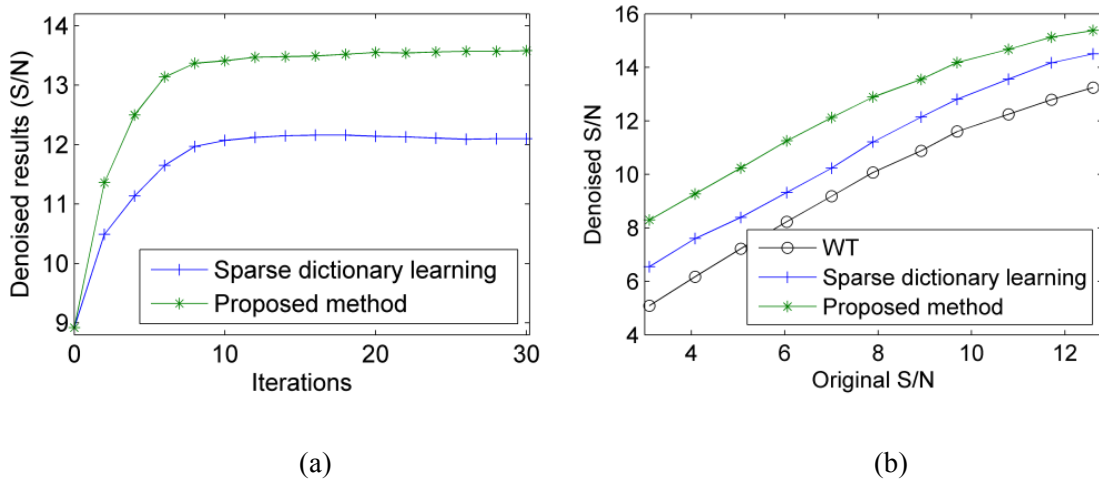 Denoised results (S/N)
14
13
12
11
10
9
Sparse dictionary learning
Proposed method
0
10
20
30
Iterations
(a)
Denoised S/N
16
14
12
10
8
6
4
WT
Sparse dictionary learning
Proposed method
4
6
8
10
12
Original S/N
(b)